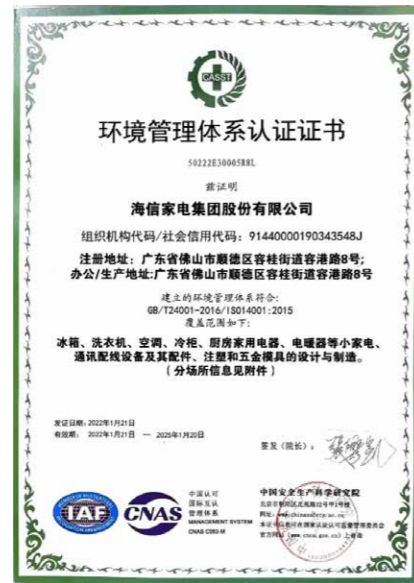 CASST
环境管理体系认证证书
50222E30005R8L
兹证明
海信家电集团股份有限公司
组织机构代码/社会信用代码：91440000190343548J
注册地址：广东省佛山市顺德区容桂街道容港路8号；
办公/生产地址：广东省佛山市顺德区容桂街道容港路8号
建立的环境管理体系符合：
GB/T24001-2016/ISO14001:2015
覆盖范围如下：
冰箱、洗衣机、空调、冷柜、厨房家用电器、电暖器等小家电、
通讯配线设备及其配件、注塑和五金模具的设计与制造。
（分场所信息见附件）
发证日期：2022年1月21日
有效期：2022年1月21日 — 2025年1月20日
签发（院长）：
IAF
CNAS
中国认可
国际互认
管理体系
MANAGEMENT SYSTEM
CNAS C083-M
中国安全生产科学研究院